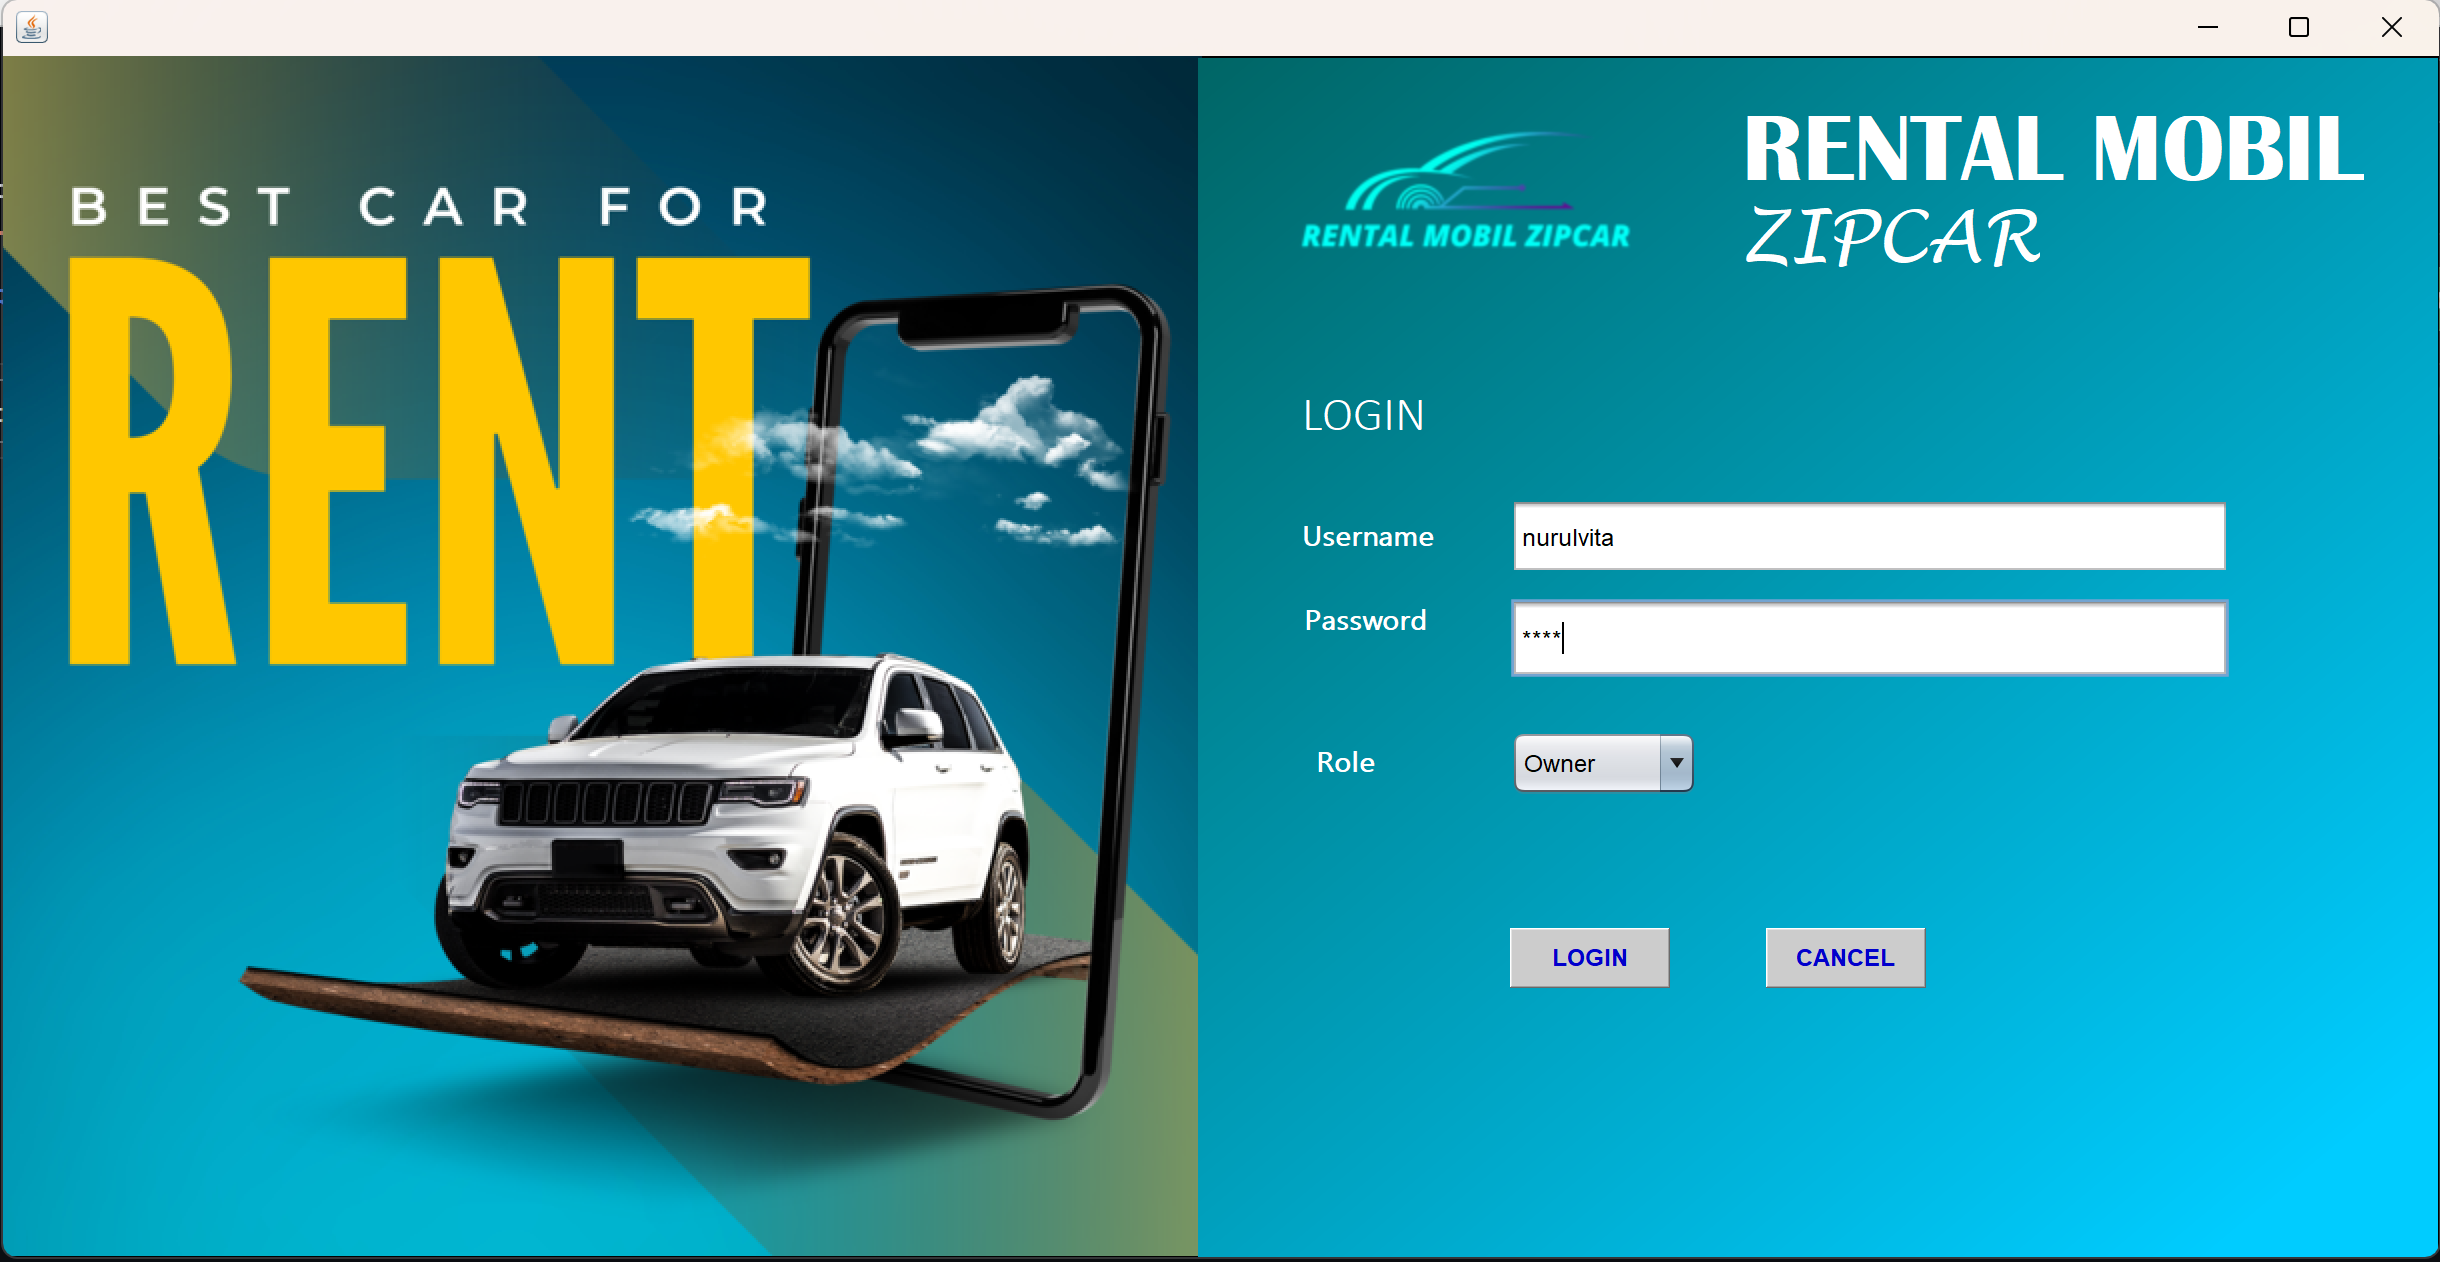 BEST CAR FOR
RENT
RENTAL MOBIL ZIPCAR
RENTAL MOBIL
ZIPCAR
LOGIN
Username
nurulvita
Password
****
Role
Owner
LOGIN
CANCEL